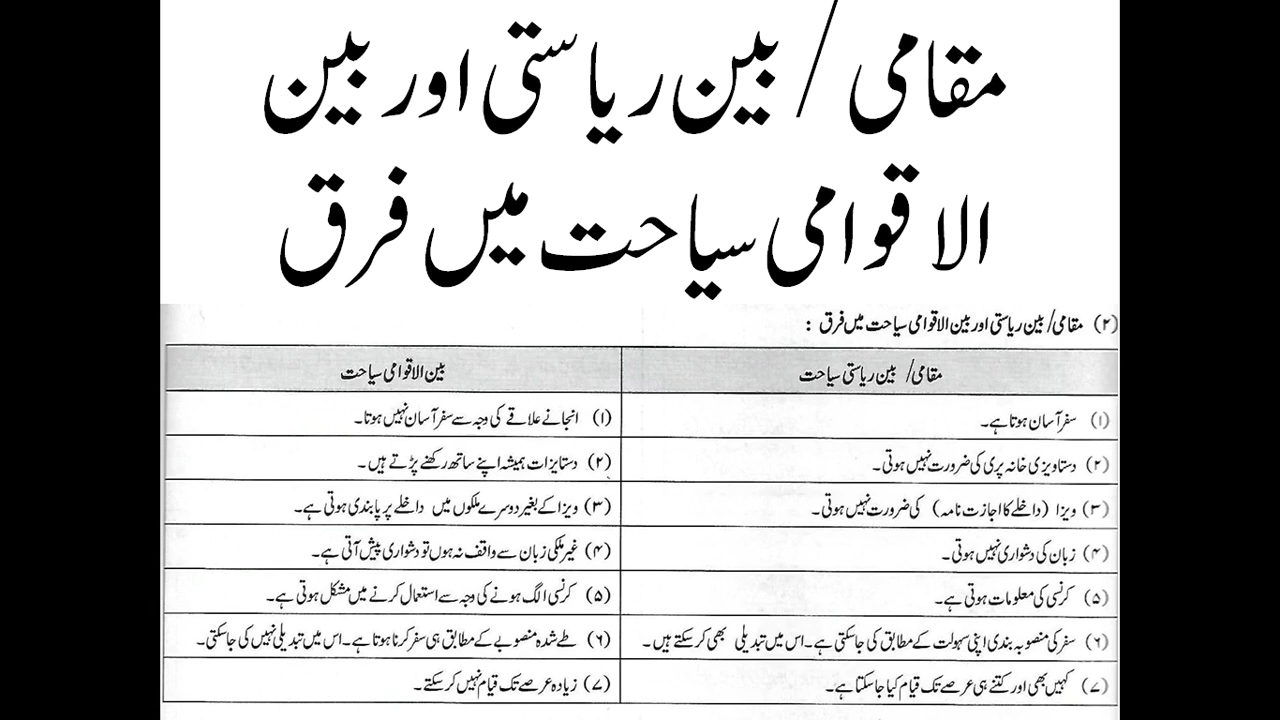 مقامی / بین ریاستی اور بین
الاقوامی سیاحت میں فرق
(۲) مقامی/ بین ریاستی اور بین الاقوامی سیاحت میں فرق :
مقامی/ بین ریاستی سیاحت	بین الاقوامی سیاحت
(۱) سفر آسان ہوتا ہے۔	(۱) انجانے علاقے کی وجہ سے سفر آسان نہیں ہوتا۔
(۲) دستاویزی خانہ پری کی ضرورت نہیں ہوتی۔	(۲) دستایزات ہمیشہ اپنے ساتھ رکھنے پڑتے ہیں۔
(۳) ویزا (داخلے کا اجازت نامہ) کی ضرورت نہیں ہوتی۔	(۳) ویزا کے بغیر دوسرے ملکوں میں داخلے پر پابندی ہوتی ہے۔
(۴) زبان کی دشواری نہیں ہوتی۔	(۴) غیر ملکی زبان سے واقف نہ ہوں تو دشواری پیش آتی ہے۔
(۵) کرنسی کی معلومات ہوتی ہے۔	(۵) کرنسی الگ ہونے کی وجہ سے استعمال کرنے میں مشکل ہوتی ہے۔
(۶) سفر کی منصوبہ بندی اپنی سہولت کے مطابق کی جاسکتی ہے۔ اس میں تبدیلی بھی کرسکتے ہیں۔	(۶) طے شدہ منصوبے کے مطابق ہی سفر کرنا ہوتا ہے۔ اس میں تبدیلی نہیں کی جاسکتی۔
(۷) کہیں بھی اور کتنے ہی عرصے تک قیام کیا جاسکتا ہے۔	(۷) زیادہ عرصے تک قیام نہیں کرسکتے۔